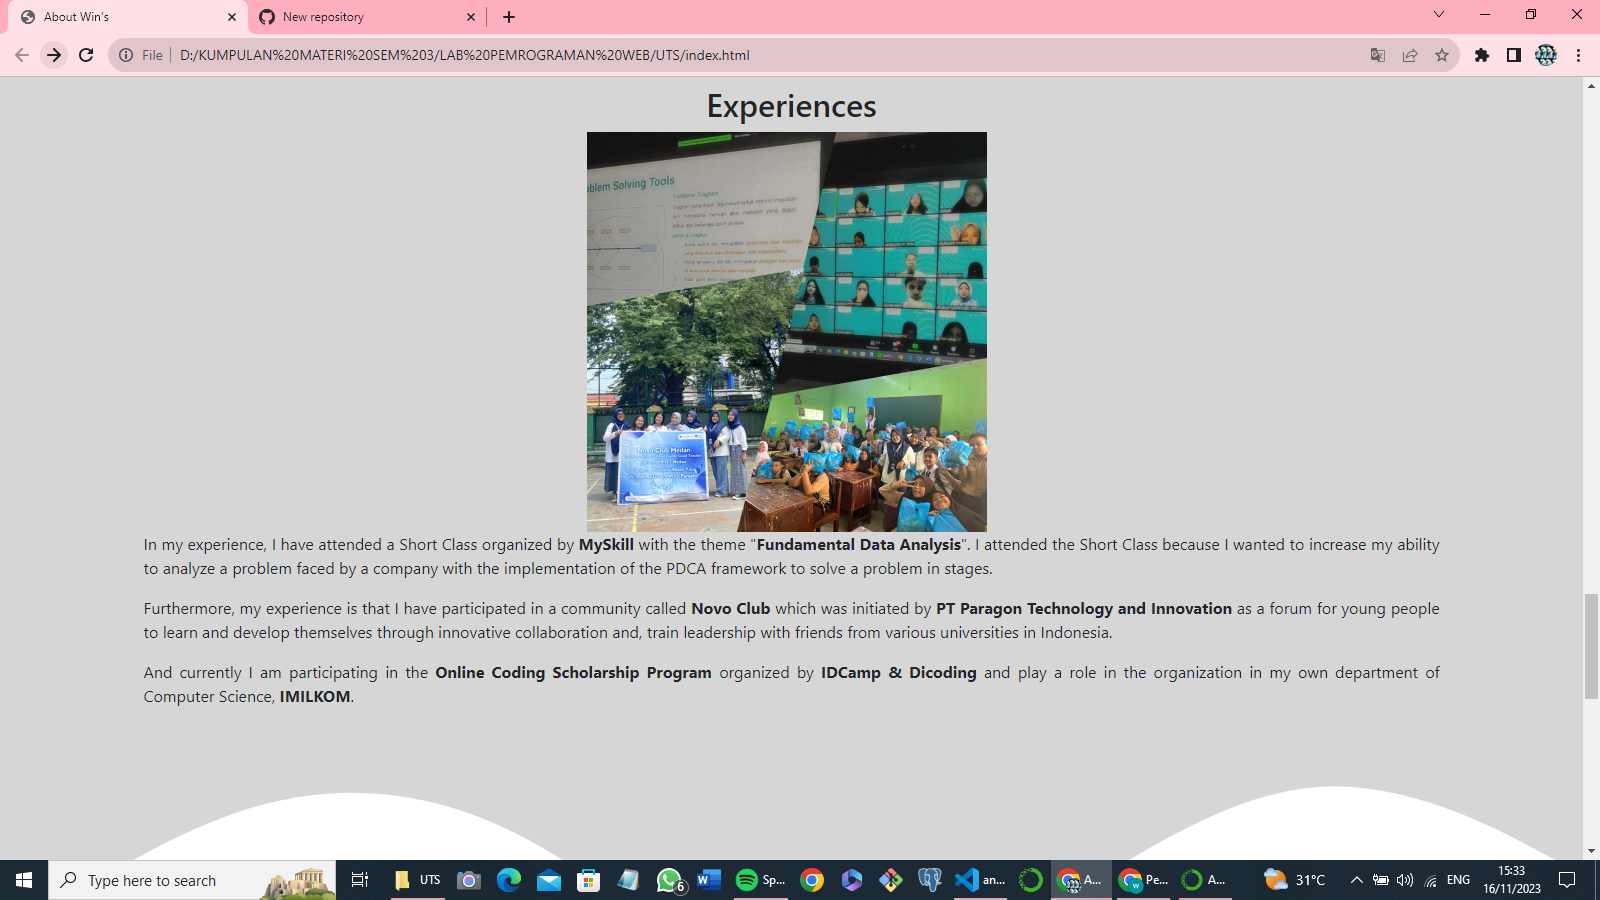 About Win's
New repository
File
D:/KUMPULAN%20MATERI%20SEM%203/LAB%20PEMROGRAMAN%20WEB/UTS/index.html
Experiences
blem Solving Tools
Fishbone Diagram
Novo Club Medan
In my experience, I have attended a Short Class organized by MySkill with the theme "Fundamental Data Analysis". I attended the Short Class because I wanted to increase my ability
to analyze a problem faced by a company with the implementation of the PDCA framework to solve a problem in stages.
Furthermore, my experience is that I have participated in a community called Novo Club which was initiated by PT Paragon Technology and Innovation as a forum for young people
to learn and develop themselves through innovative collaboration and, train leadership with friends from various universities in Indonesia.
And currently I am participating in the Online Coding Scholarship Program organized by IDCamp & Dicoding and play a role in the organization in my own department of
Computer Science, IMILKOM.
Type here to search
UTS
6
Sp...
an...
A...
Pe...
A...
31°C
ENG
15:33
16/11/2023